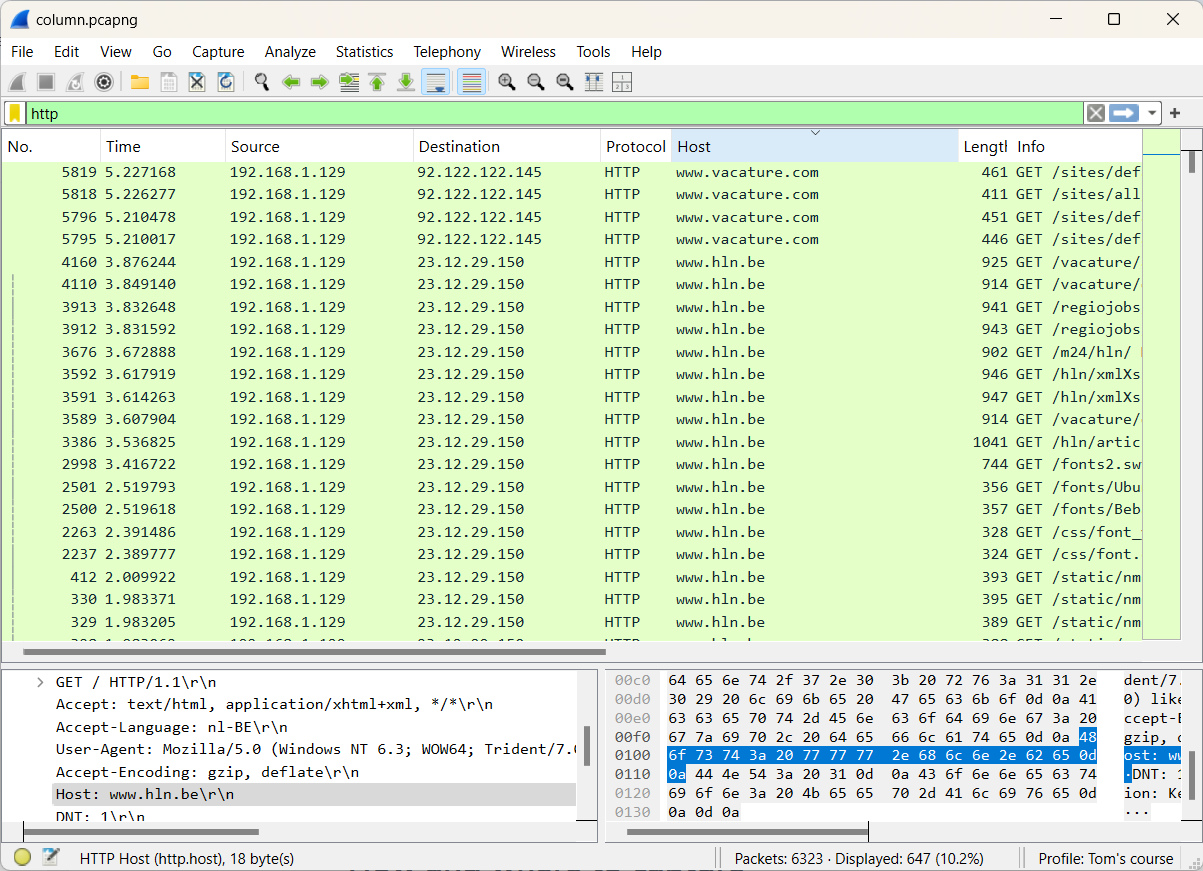 column.pcapng
File Edit View Go Capture Analyze Statistics Telephony Wireless Tools Help
http
No. Time Source Destination Protocol Host Lengtl Info
5819 5.227168 192.168.1.129 92.122.122.145 HTTP www.vacature.com 461 GET /sites/def
5818 5.226277 192.168.1.129 92.122.122.145 HTTP www.vacature.com 411 GET /sites/all
5796 5.210478 192.168.1.129 92.122.122.145 HTTP www.vacature.com 451 GET /sites/def
5795 5.210017 192.168.1.129 92.122.122.145 HTTP www.vacature.com 446 GET /sites/def
4160 3.876244 192.168.1.129 23.12.29.150 HTTP www.hln.be 925 GET /vacature/
4110 3.849140 192.168.1.129 23.12.29.150 HTTP www.hln.be 914 GET /vacature/
3913 3.832648 192.168.1.129 23.12.29.150 HTTP www.hln.be 941 GET /regiojobs
3912 3.831592 192.168.1.129 23.12.29.150 HTTP www.hln.be 943 GET /regiojobs
3676 3.672888 192.168.1.129 23.12.29.150 HTTP www.hln.be 902 GET /m24/hln/
3592 3.617919 192.168.1.129 23.12.29.150 HTTP www.hln.be 946 GET /hln/xmlXs
3591 3.614263 192.168.1.129 23.12.29.150 HTTP www.hln.be 947 GET /hln/xmlXs
3589 3.607904 192.168.1.129 23.12.29.150 HTTP www.hln.be 914 GET /vacature/
3386 3.536825 192.168.1.129 23.12.29.150 HTTP www.hln.be 1041 GET /hln/artic
2998 3.416722 192.168.1.129 23.12.29.150 HTTP www.hln.be 744 GET /fonts2.sw
2501 2.519793 192.168.1.129 23.12.29.150 HTTP www.hln.be 356 GET /fonts/Ubu
2500 2.519618 192.168.1.129 23.12.29.150 HTTP www.hln.be 357 GET /fonts/Beb
2263 2.391486 192.168.1.129 23.12.29.150 HTTP www.hln.be 328 GET /css/font_
2237 2.389777 192.168.1.129 23.12.29.150 HTTP www.hln.be 324 GET /css/font.
412 2.009922 192.168.1.129 23.12.29.150 HTTP www.hln.be 393 GET /static/nm
330 1.983371 192.168.1.129 23.12.29.150 HTTP www.hln.be 395 GET /static/nm
329 1.983205 192.168.1.129 23.12.29.150 HTTP www.hln.be 389 GET /static/nm
GET / HTTP/1.1\r\n
Accept: text/html, application/xhtml+xml, */*\r\n
Accept-Language: nl-BE\r\n
User-Agent: Mozilla/5.0 (Windows NT 6.3; WOW64; Trident/7.
Accept-Encoding: gzip, deflate\r\n
Host: www.hln.be\r\n
DNT: 1\r\n
00c0 64 65 6e 74 2f 37 2e 30 3b 20 72 76 3a 31 31 2e dent/7.
00d0 30 29 20 6c 69 6b 65 20 47 65 63 6b 6f 0d 0a 41 0) like
00e0 63 63 65 70 74 2d 45 6e 63 6f 64 69 6e 67 3a 20 ccept-E
00f0 67 7a 69 70 2c 20 64 65 66 6c 61 74 65 0d 0a 48 gzip,
0100 6f 73 74 3a 20 77 77 77 2e 68 6c 6e 2e 62 65 0d ost: ww
0110 0a 44 4e 54 3a 20 31 0d 0a 43 6f 6e 6e 65 63 74 ·DNT: 1
0120 69 6f 6e 3a 20 4b 65 65 70 2d 41 6c 69 76 65 0d ion: Ke
0130 0a 0d 0a ···
HTTP Host (http.host), 18 byte(s) Packets: 6323 · Displayed: 647 (10.2%) Profile: Tom's course